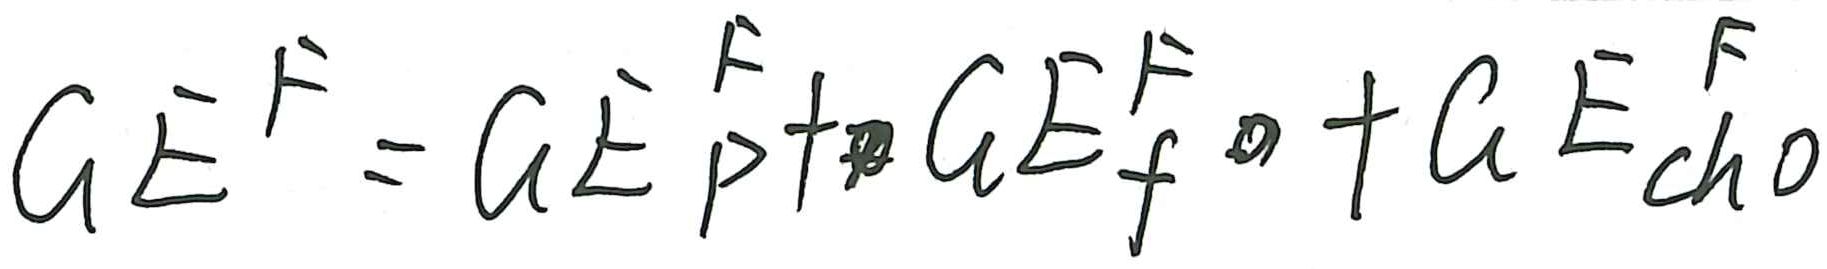 GE^F = GE_p^F + GE_f^F + GE_cho^F